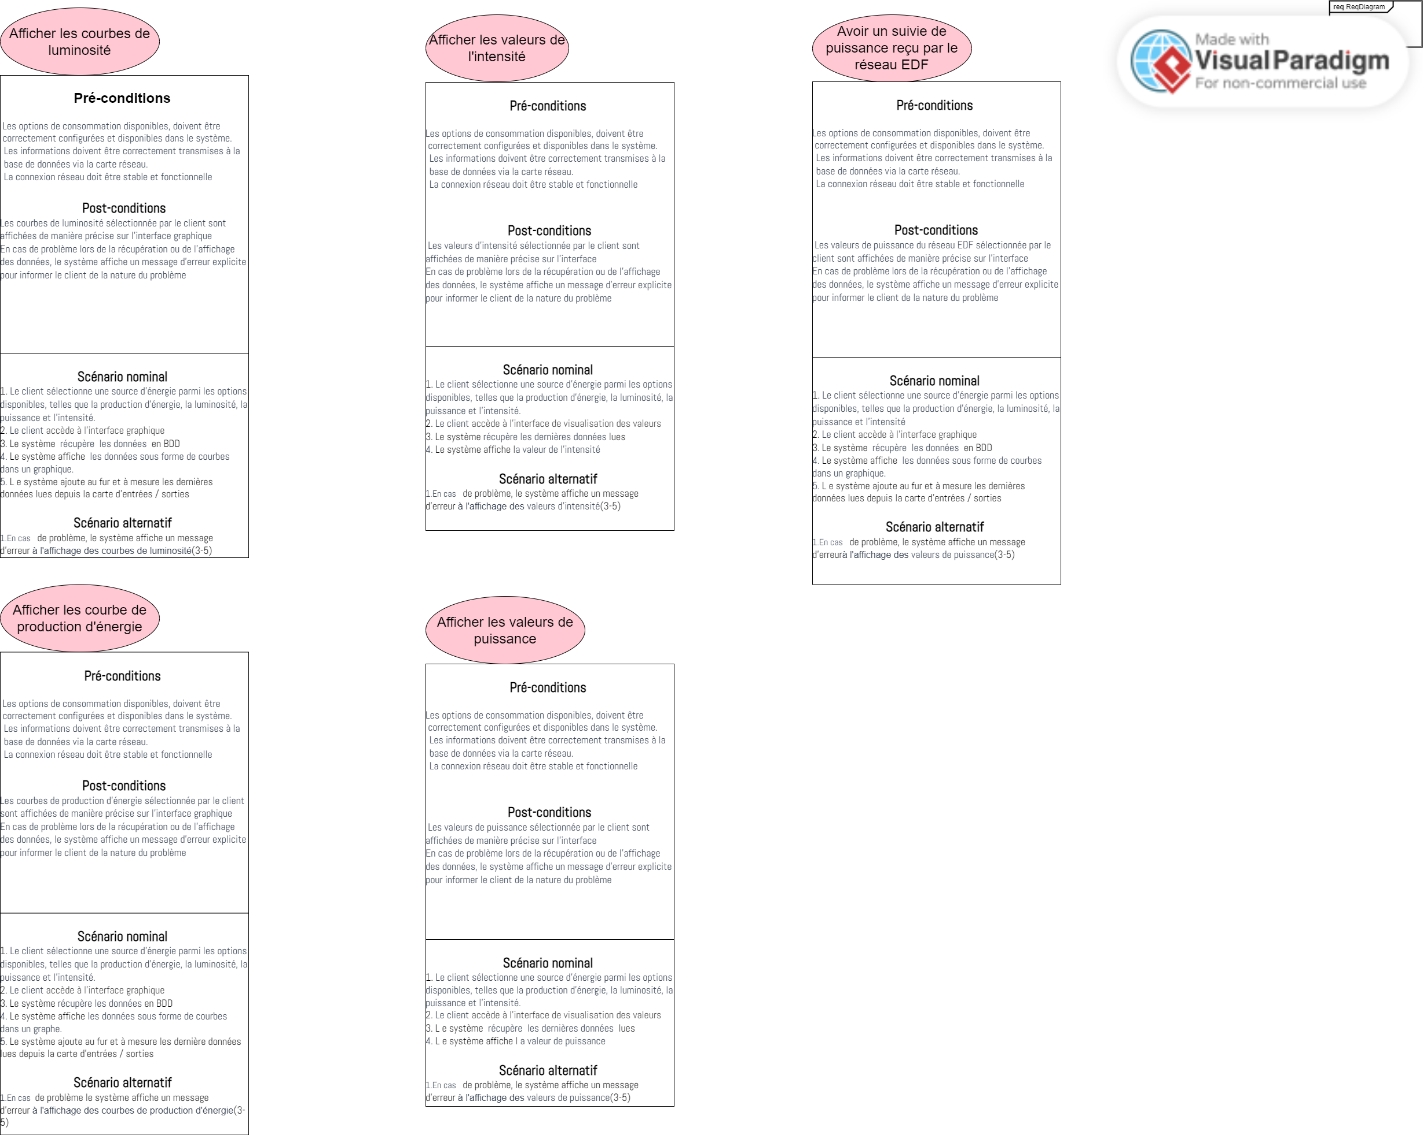 Afficher les courbes de
luminosité
Pré-conditions
Les options de consommation disponibles, doivent être
correctement configurées et disponibles dans le système.
Les informations doivent être correctement transmises à la
base de données via la carte réseau.
La connexion réseau doit être stable et fonctionnelle
Post-conditions
Les courbes de luminosité sélectionnée par le client sont
affichées de manière précise sur l'interface graphique
En cas de problème lors de la récupération ou de l'affichage
des données, le système affiche un message d'erreur explicite
pour informer le client de la nature du problème
Scénario nominal
1. Le client sélectionne une source d'énergie parmi les options
disponibles, telles que la production d'énergie, la luminosité, la
puissance et l'intensité.
2. Le client accède à l'interface graphique
3. Le système récupère les données en BDD
4. Le système affiche les données sous forme de courbes
dans un graphique.
5. L e système ajoute au fur et à mesure les dernières
données lues depuis la carte d'entrées / sorties
Scénario alternatif
1.En cas de problème, le système affiche un message
d'erreur à l'affichage des courbes de luminosité(3-5)
Afficher les valeurs de
l'intensité
Pré-conditions
Les options de consommation disponibles, doivent être
correctement configurées et disponibles dans le système.
Les informations doivent être correctement transmises à la
base de données via la carte réseau.
La connexion réseau doit être stable et fonctionnelle
Post-conditions
Les valeurs d'intensité sélectionnée par le client sont
affichées de manière précise sur l'interface
En cas de problème lors de la récupération ou de l'affichage
des données, le système affiche un message d'erreur explicite
pour informer le client de la nature du problème
Scénario nominal
1. Le client sélectionne une source d'énergie parmi les options
disponibles, telles que la production d'énergie, la luminosité, la
puissance et l'intensité.
2. Le client accède à l'interface de visualisation des valeurs
3. Le système récupère les dernières données lues
4. Le système affiche la valeur de l'intensité
Scénario alternatif
1.En cas de problème, le système affiche un message
d'erreur à l'affichage des valeurs d'intensité(3-5)
Avoir un suivie de
puissance reçu par le
réseau EDF
Pré-conditions
Les options de consommation disponibles, doivent être
correctement configurées et disponibles dans le système.
Les informations doivent être correctement transmises à la
base de données via la carte réseau.
La connexion réseau doit être stable et fonctionnelle
Post-conditions
Les valeurs de puissance du réseau EDF sélectionnée par le
client sont affichées de manière précise sur l'interface
En cas de problème lors de la récupération ou de l'affichage
des données, le système affiche un message d'erreur explicite
pour informer le client de la nature du problème
Scénario nominal
1. Le client sélectionne une source d'énergie parmi les options
disponibles, telles que la production d'énergie, la luminosité, la
puissance et l'intensité
2. Le client accède à l'interface graphique
3. Le système récupère les données en BDD
4. Le système affiche les données sous forme de courbes
dans un graphique.
5. L e système ajoute au fur et à mesure les dernières
données lues depuis la carte d'entrées / sorties
Scénario alternatif
1.En cas de problème, le système affiche un message
d'erreurà l'affichage des valeurs de puissance(3-5)
req ReqDiagram
Made with
Visual Paradigm
For non-commercial use
Afficher les courbe de
production d'énergie
Pré-conditions
Les options de consommation disponibles, doivent être
correctement configurées et disponibles dans le système.
Les informations doivent être correctement transmises à la
base de données via la carte réseau.
La connexion réseau doit être stable et fonctionnelle
Post-conditions
Les courbes de production d'énergie sélectionnée par le client
sont affichées de manière précise sur l'interface graphique
En cas de problème lors de la récupération ou de l'affichage
des données, le système affiche un message d'erreur explicite
pour informer le client de la nature du problème
Scénario nominal
1. Le client sélectionne une source d'énergie parmi les options
disponibles, telles que la production d'énergie, la luminosité, la
puissance et l'intensité.
2. Le client accède à l'interface graphique
3. Le système récupère les données en BDD
4. Le système affiche les données sous forme de courbes
dans un graphe.
5. Le système ajoute au fur et à mesure les dernière données
lues depuis la carte d'entrées / sorties
Scénario alternatif
1.En cas de problème le système affiche un message
d'erreur à l'affichage des courbes de production d'énergie(3-
5)
Afficher les valeurs de
puissance
Pré-conditions
Les options de consommation disponibles, doivent être
correctement configurées et disponibles dans le système.
Les informations doivent être correctement transmises à la
base de données via la carte réseau.
La connexion réseau doit être stable et fonctionnelle
Post-conditions
Les valeurs de puissance sélectionnée par le client sont
affichées de manière précise sur l'interface
En cas de problème lors de la récupération ou de l'affichage
des données, le système affiche un message d'erreur explicite
pour informer le client de la nature du problème
Scénario nominal
1. Le client sélectionne une source d'énergie parmi les options
disponibles, telles que la production d'énergie, la luminosité, la
puissance et l'intensité.
2. Le client accède à l'interface de visualisation des valeurs
3. L e système récupère les dernières données lues
4. L e système affiche l a valeur de puissance
Scénario alternatif
1.En cas de problème, le système affiche un message
d'erreur à l'affichage des valeurs de puissance(3-5)